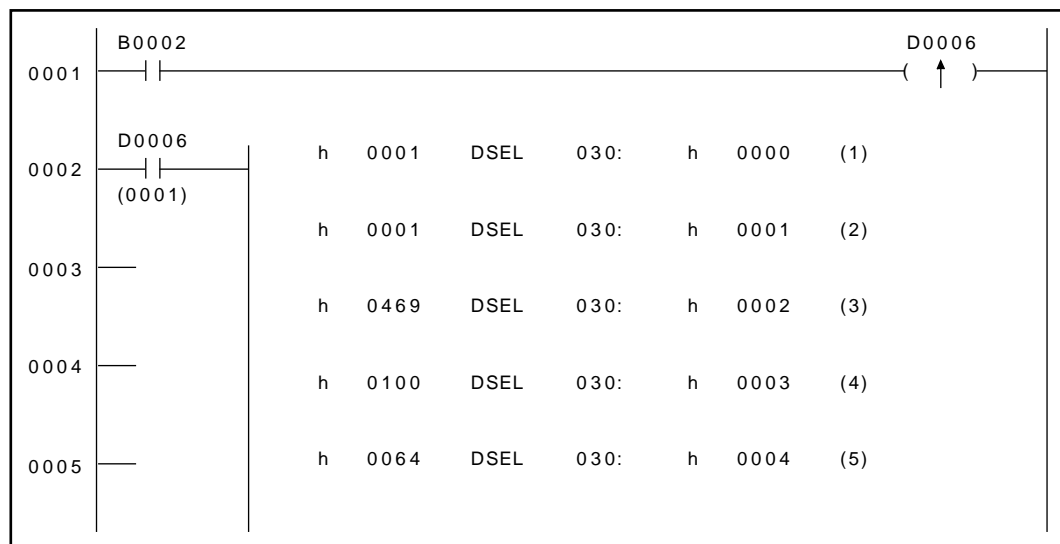 B0002 D0006
0001
D0006
h 0001 DSEL 030: h 0000 (1)
0002
(0001)
h 0001 DSEL 030: h 0001 (2)
0003
h 0469 DSEL 030: h 0002 (3)
0004
h 0100 DSEL 030: h 0003 (4)
h 0064 DSEL 030: h 0004 (5)
0005